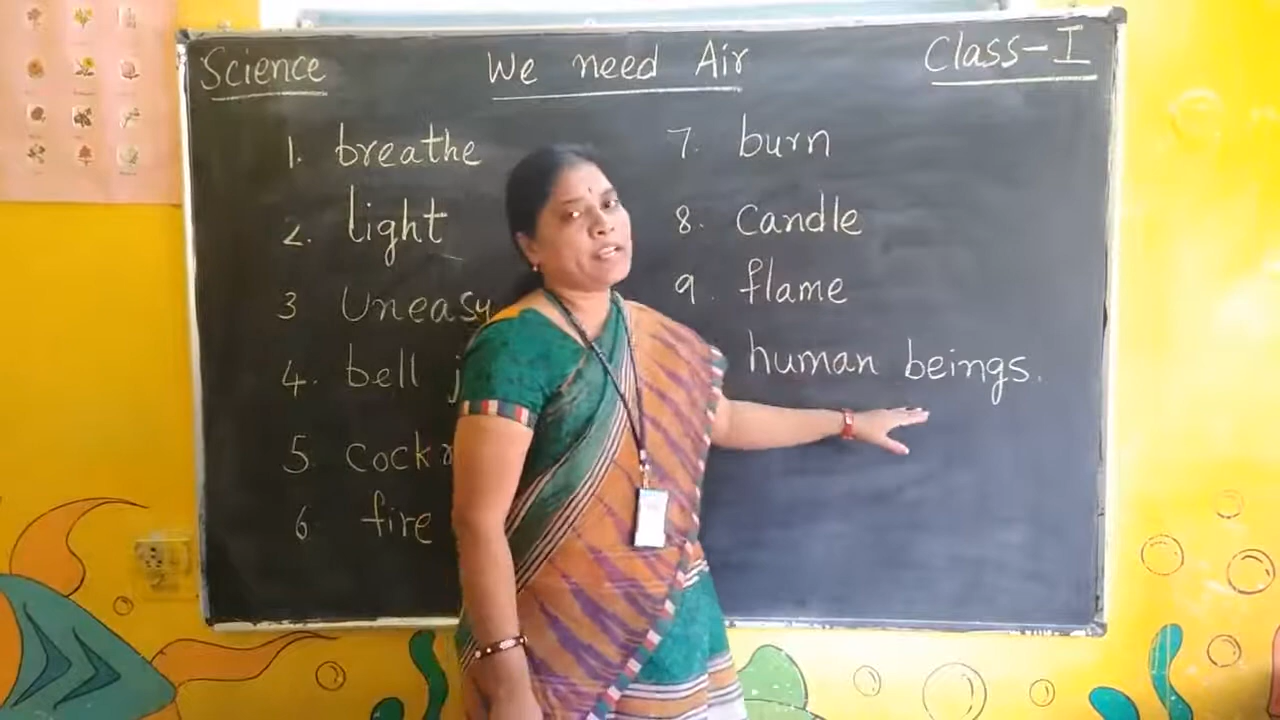 Science
We need Air
Class-I
1. breathe
2. light
3 Uneasy
4. bell j
5 cockr
6 fire
7. burn
8. Candle
9. flame
human beings.